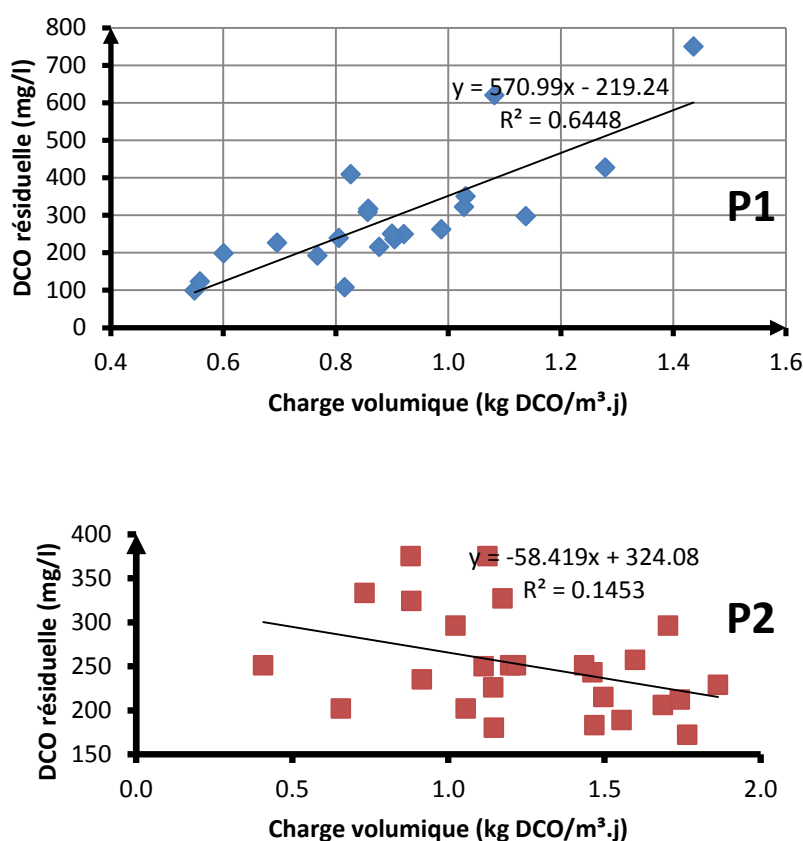 800
700
600
500
400
300
200
100
0
DCO résiduelle (mg/l)
y = 570.99x - 219.24
R² = 0.6448
P1
0.4 0.6 0.8 1.0 1.2 1.4 1.6
Charge volumique (kg DCO/m³.j)
400
350
300
250
200
150
DCO résiduelle (mg/l)
y = -58.419x + 324.08
R² = 0.1453
P2
0.0 0.5 1.0 1.5 2.0
Charge volumique (kg DCO/m³.j)